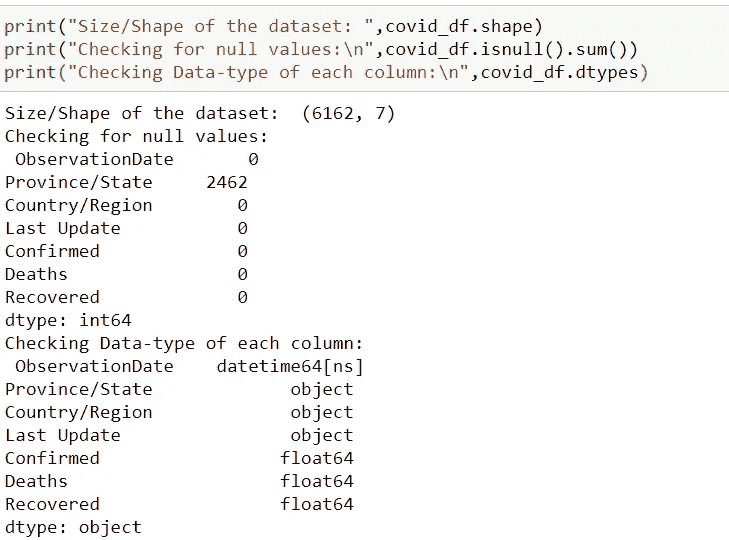 print("Size/Shape of the dataset: ",covid_df.shape)
print("Checking for null values:\n",covid_df.isnull().sum())
print("Checking Data-type of each column:\n",covid_df.dtypes)
Size/Shape of the dataset:  (6162, 7)
Checking for null values:
 ObservationDate       0
Province/State     2462
Country/Region        0
Last Update           0
Confirmed             0
Deaths                0
Recovered             0
dtype: int64
Checking Data-type of each column:
 ObservationDate    datetime64[ns]
Province/State             object
Country/Region             object
Last Update                object
Confirmed                 float64
Deaths                    float64
Recovered                 float64
dtype: object